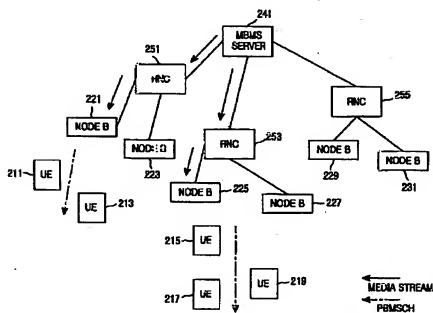 241
MBMS
SERVER
251
RNC
221
NODE B
RNC
255
NODE B
223
RNC
253
211
UE
UE
213
NODE B
225
NODE B
227
NODE B
229
NODE B
231
215
UE
UE
219
217
UE
MEDIA STREAM
PBMSCH